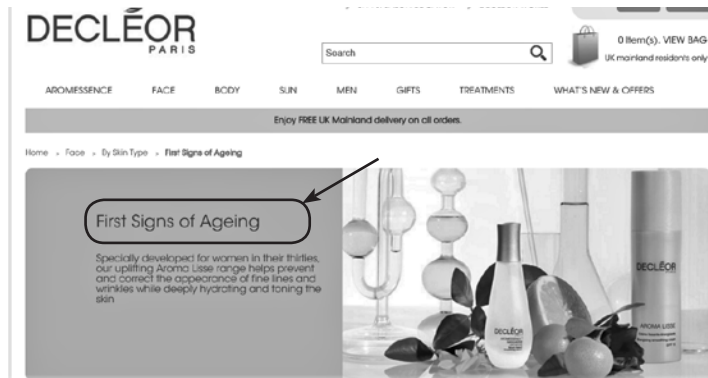 DECLÉOR
PARIS
Search
0 Item(s). VIEW BAG
UK mainland residents only
AROMESSENCE FACE BODY SUN MEN GIFTS TREATMENTS WHAT'S NEW & OFFERS
Enjoy FREE UK Mainland delivery on all orders.
Home » Face » By Skin Type » First Signs of Ageing
First Signs of Ageing
Specially developed for women in their thirties,
our uplifting Aroma Lisse range helps prevent
and correct the appearance of fine lines and
wrinkles while deeply hydrating and toning the
skin
DECLÉOR
DECLÉOR
AROMA LISSE